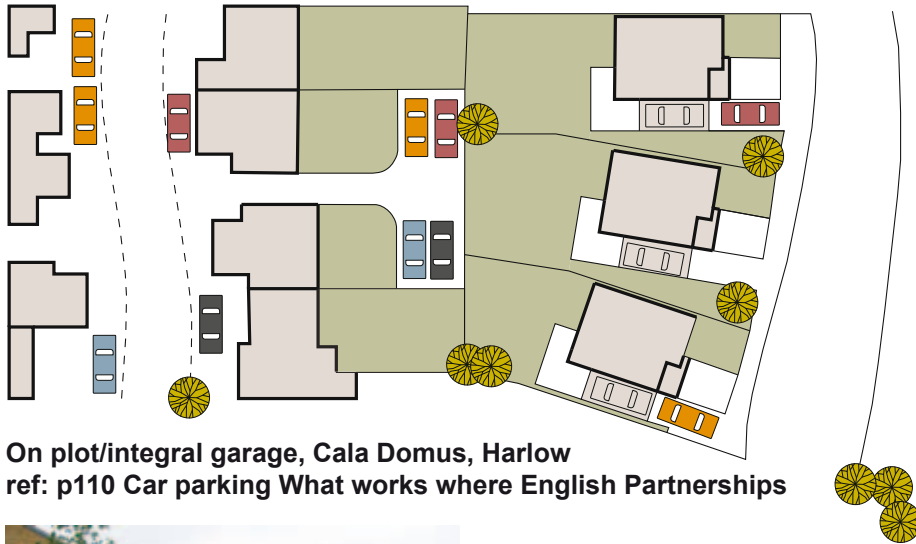 On plot/integral garage, Cala Domus, Harlow
ref: p110 Car parking What works where English Partnerships